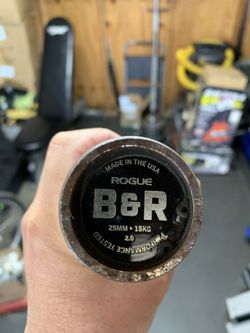 MADE IN THE USA
ROGUE
B&R
25MM • 15KG
2.0
PERFORMANCE TESTED